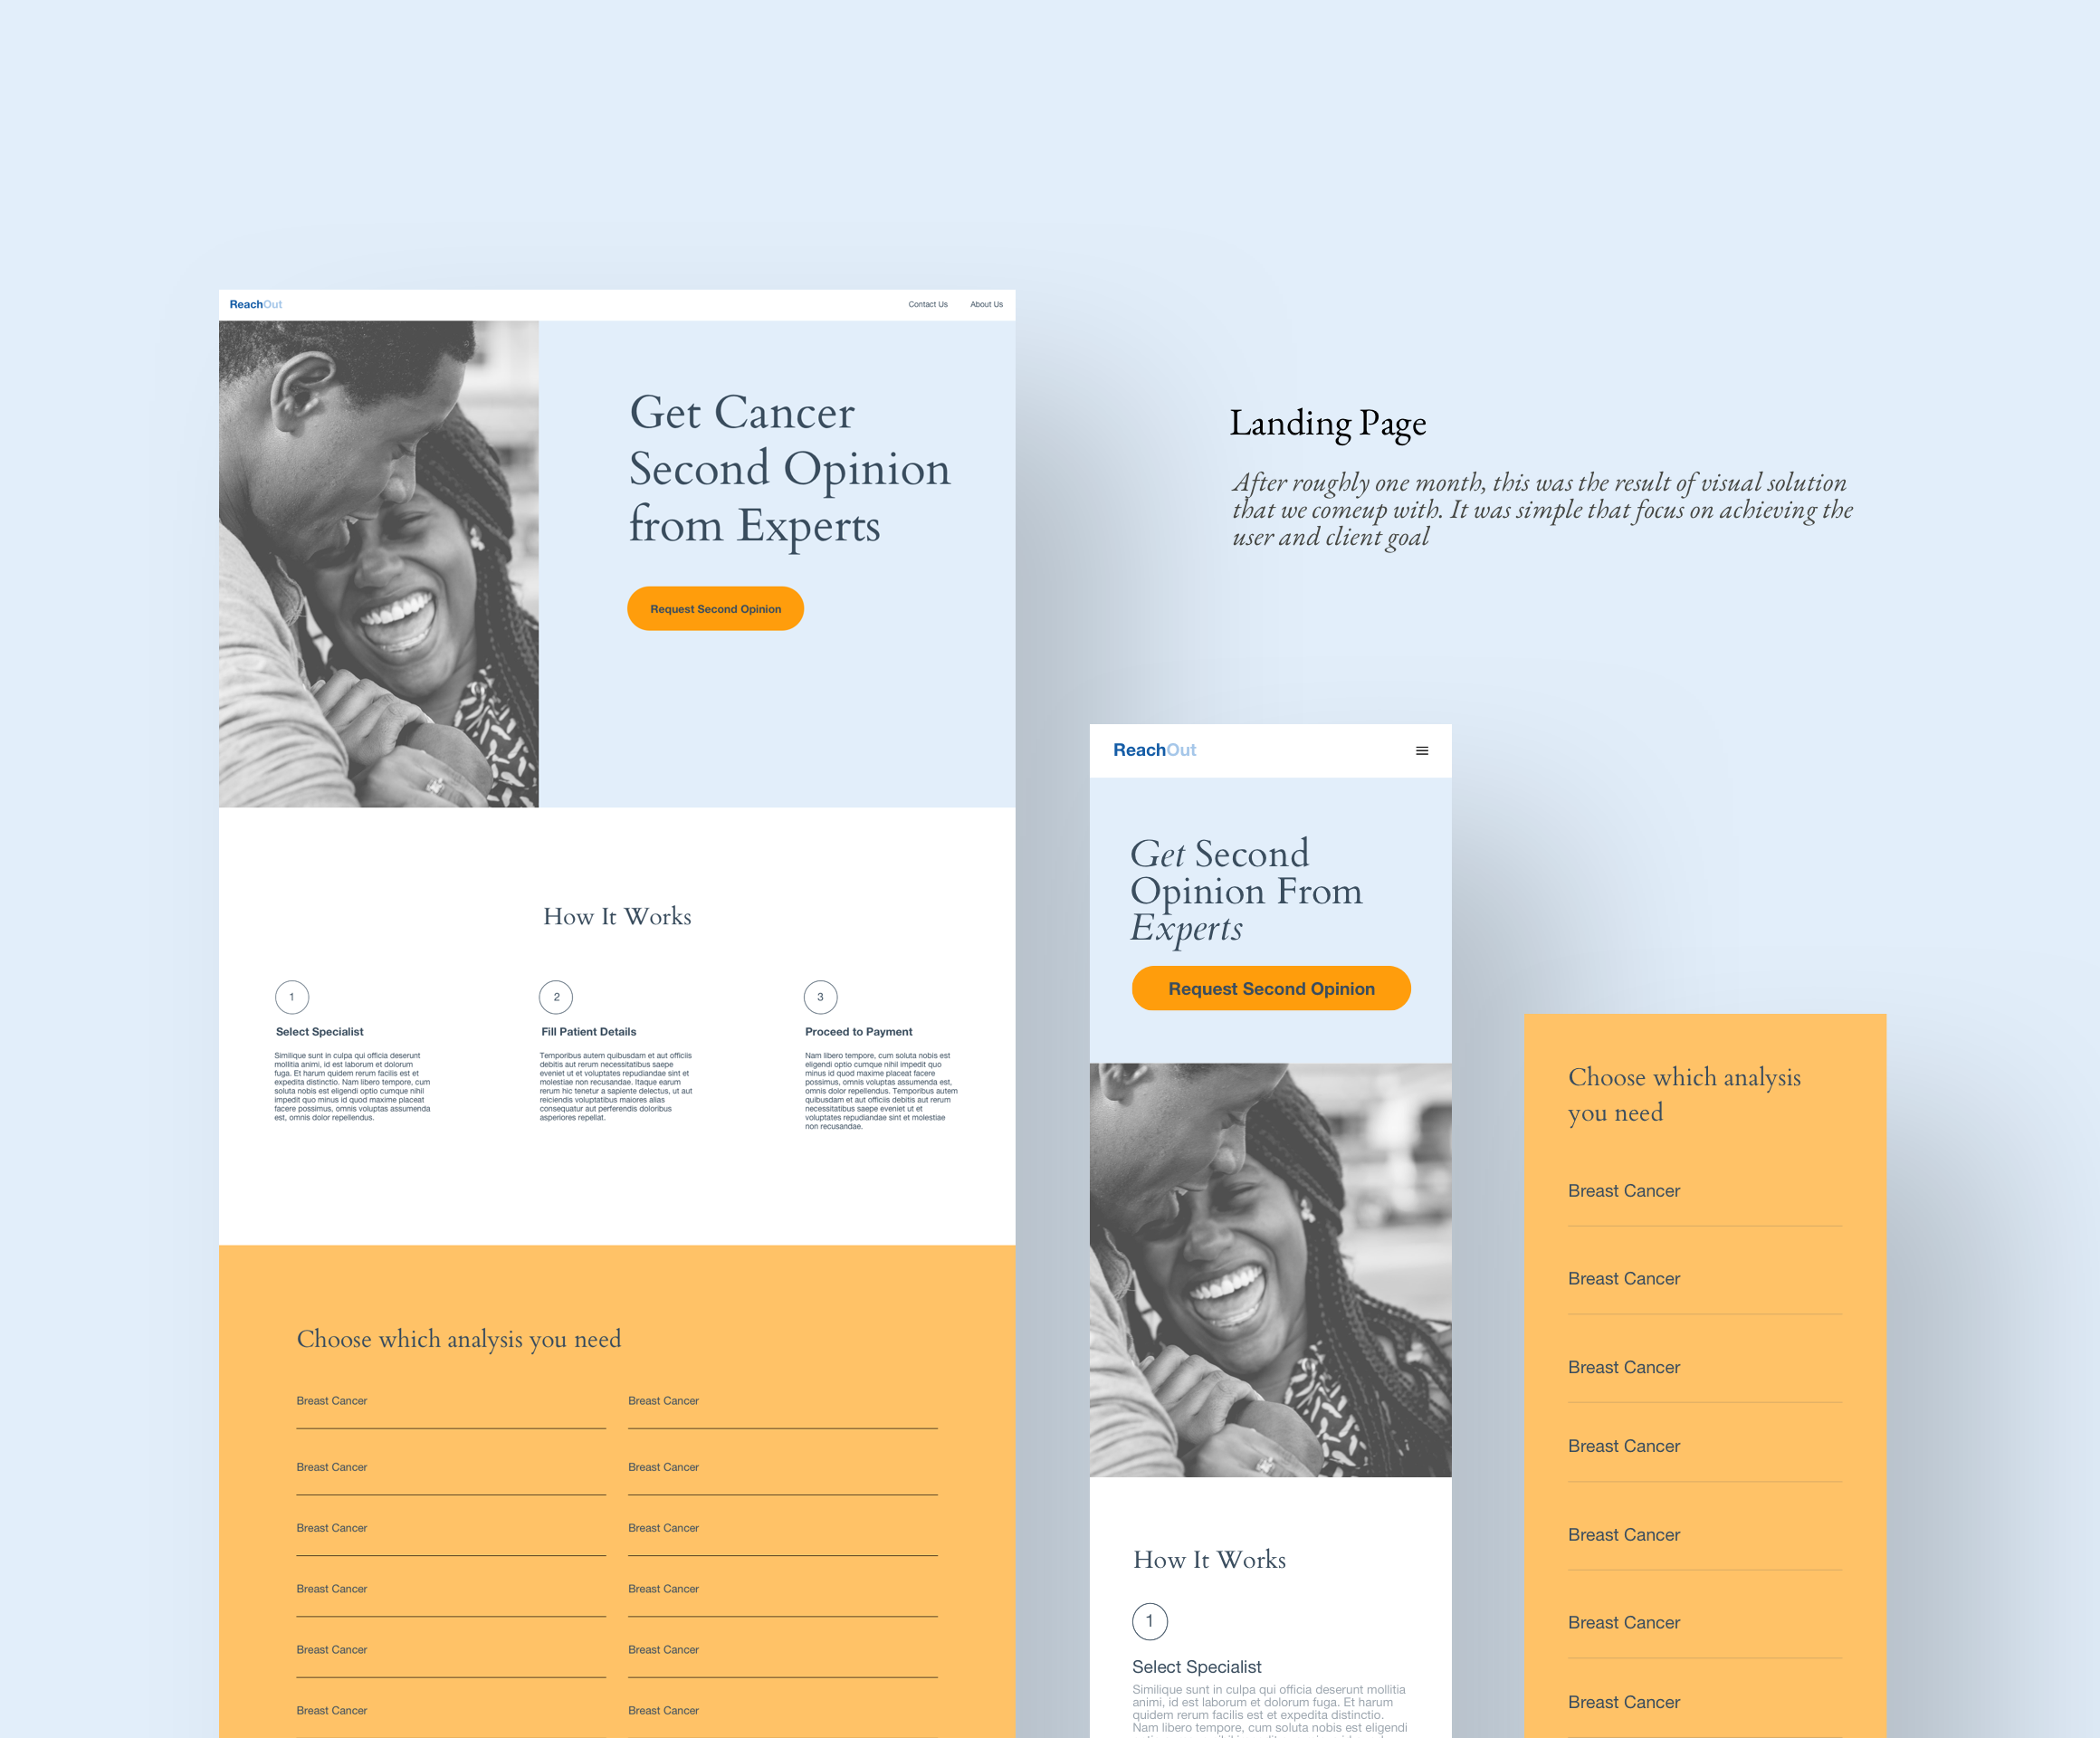 ReachOut
Contact Us
About Us
Get Cancer
Second Opinion
from Experts
Request Second Opinion
How It Works
1
Select Specialist
Similique sunt in culpa qui officia deserunt
mollitia animi, id est laborum et dolorum
fuga. Et harum quidem rerum facilis est et
expedita distinctio. Nam libero tempore, cum
soluta nobis est eligendi optio cumque nihil
impedit quo minus id quod maxime placeat
facere possimus, omnis voluptas assumenda
est, omnis dolor repellendus.
2
Fill Patient Details
Temporibus autem quibusdam et aut officiis
debitis aut rerum necessitatibus saepe
eveniet ut et voluptates repudiandae sint et
molestiae non recusandae. Itaque earum
rerum hic tenetur a sapiente delectus, ut aut
reiciendis voluptatibus maiores alias
consequatur aut perferendis doloribus
asperiores repellat.
3
Proceed to Payment
Nam libero tempore, cum soluta nobis est
eligendi optio cumque nihil impedit quo
minus id quod maxime placeat facere
possimus, omnis voluptas assumenda est,
omnis dolor repellendus. Temporibus autem
quibusdam et aut officiis debitis aut rerum
necessitatibus saepe eveniet ut et
voluptates repudiandae sint et molestiae
non recusandae.
Choose which analysis you need
Breast Cancer
Breast Cancer
Breast Cancer
Breast Cancer
Breast Cancer
Breast Cancer
Breast Cancer
Breast Cancer
Breast Cancer
Breast Cancer
Breast Cancer
Breast Cancer
Landing Page
After roughly one month, this was the result of visual solution
that we comeup with. It was simple that focus on achieving the
user and client goal
ReachOut
Get Second
Opinion From
Experts
Request Second Opinion
How It Works
1
Select Specialist
Similique sunt in culpa qui officia deserunt mollitia
animi, id est laborum et dolorum fuga. Et harum
quidem rerum facilis est et expedita distinctio.
Nam libero tempore, cum soluta nobis est eligendi
Choose which analysis
you need
Breast Cancer
Breast Cancer
Breast Cancer
Breast Cancer
Breast Cancer
Breast Cancer
Breast Cancer